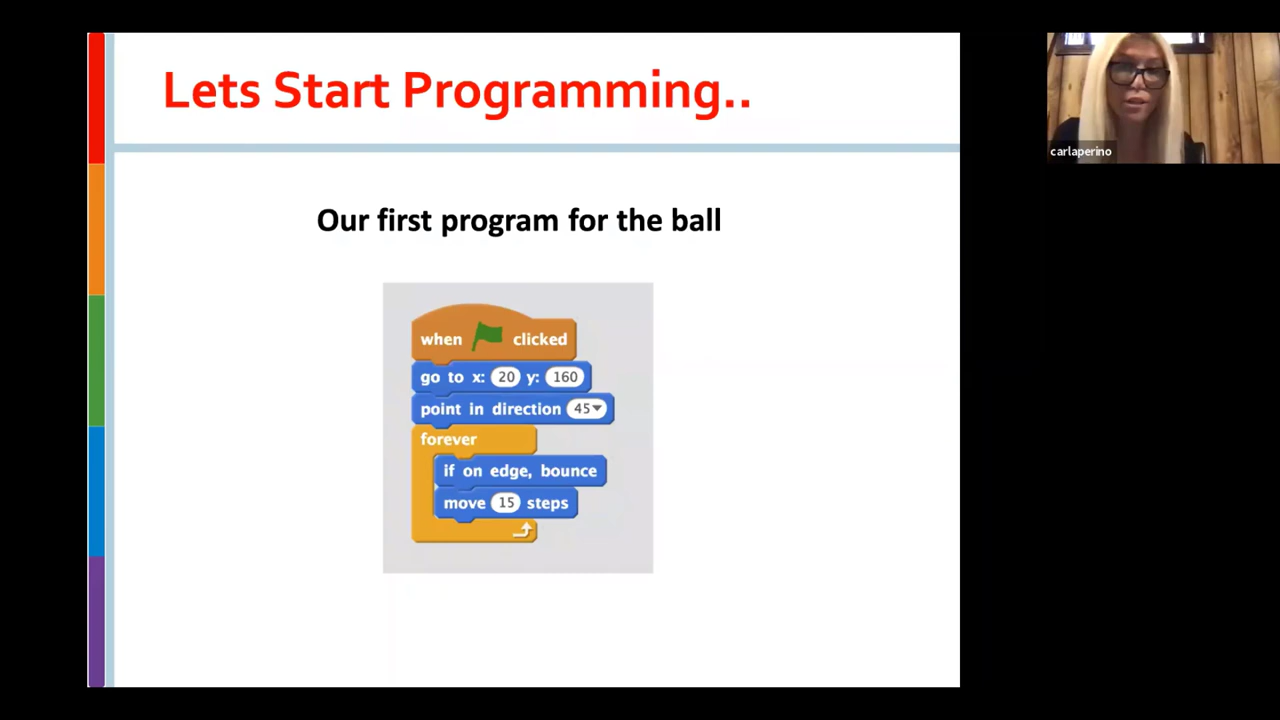 Lets Start Programming..
carlaperino
Our first program for the ball
when clicked
go to x: 20 y: 160
point in direction 45
forever
if on edge, bounce
move 15 steps